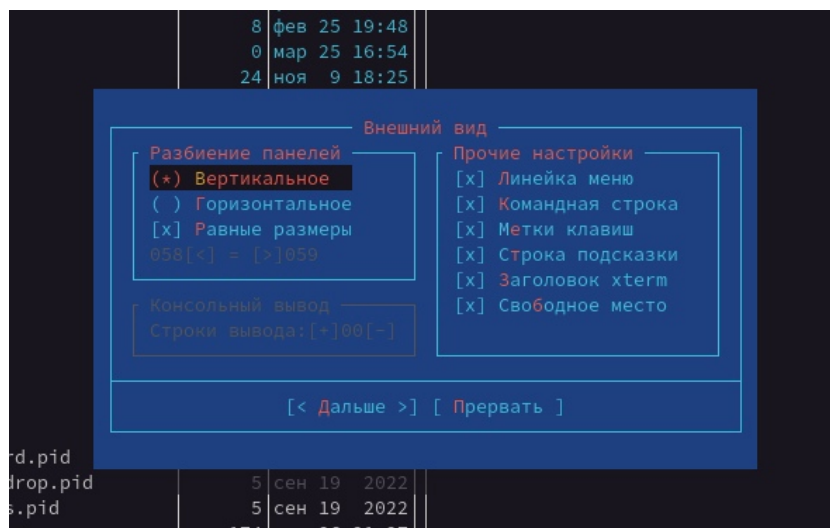 8 фев 25 19:48
0 мар 25 16:54
24 ноя 9 18:25
Внешний вид
Разбиение панелей
(*) Вертикальное
( ) Горизонтальное
[x] Равные размеры
058[<] = [>]059
Консольный вывод
Строки вывода:[+]00[-]
Прочие настройки
[x] Линейка меню
[x] Командная строка
[x] Метки клавиш
[x] Строка подсказки
[x] Заголовок xterm
[x] Свободное место
[< Дальше >] [ Прервать ]
rd.pid
drop.pid 5 сен 19 2022
s.pid 5 сен 19 2022